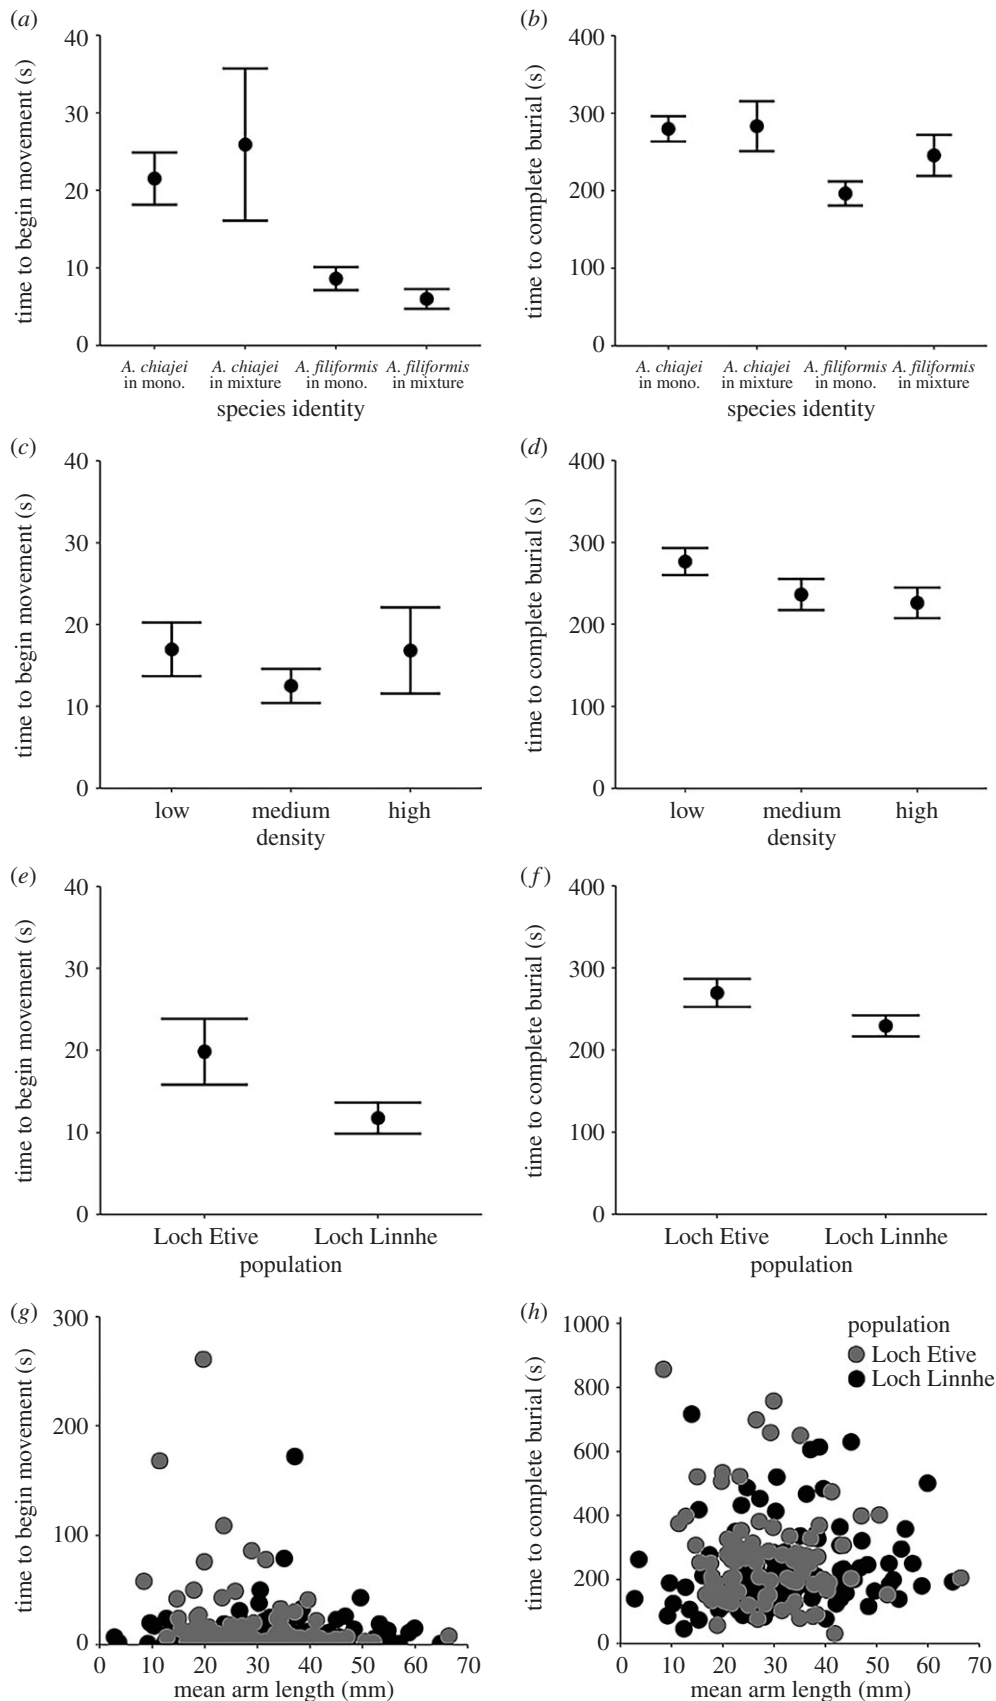 (a)
time to begin movement (s)
40
30
20
10
0
A. chiajei in mono.
A. chiajei in mixture
A. filiformis in mono.
A. filiformis in mixture
species identity
(b)
time to complete burial (s)
400
300
200
100
0
A. chiajei in mono.
A. chiajei in mixture
A. filiformis in mono.
A. filiformis in mixture
species identity
(c)
time to begin movement (s)
40
30
20
10
0
low medium high
density
(d)
time to complete burial (s)
400
300
200
100
0
low medium high
density
(e)
time to begin movement (s)
40
30
20
10
0
Loch Etive Loch Linnhe
population
(f)
time to complete burial (s)
400
300
200
100
0
Loch Etive Loch Linnhe
population
(g)
time to begin movement (s)
300
200
100
0
0 10 20 30 40 50 60 70
mean arm length (mm)
(h)
time to complete burial (s)
1000
800
600
400
200
0
population
Loch Etive
Loch Linnhe
0 10 20 30 40 50 60 70
mean arm length (mm)